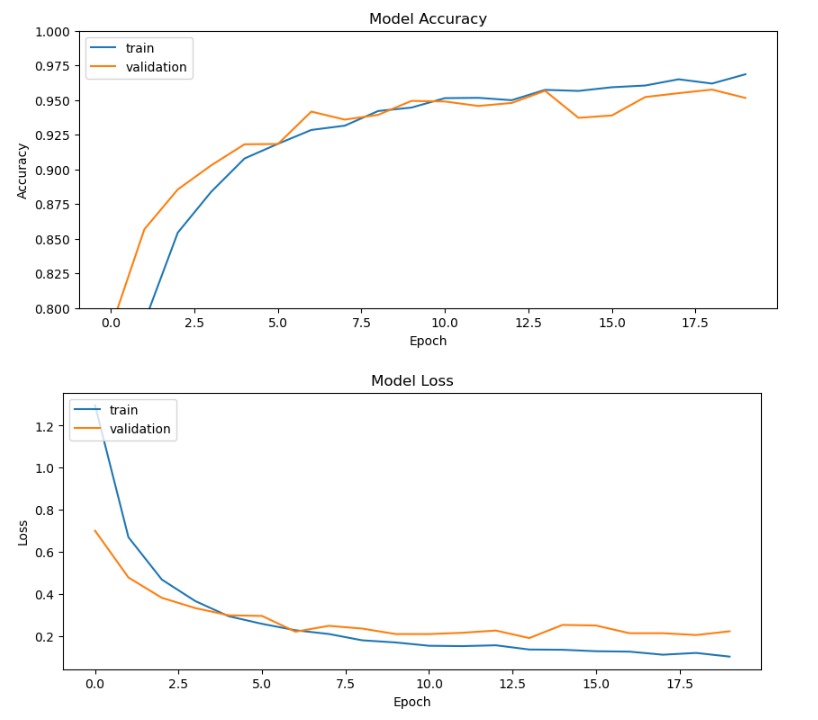 Model Accuracy
1.000
0.975
0.950
0.925
0.900
0.875
0.850
0.825
0.800
Accuracy
train
validation
0.0 2.5 5.0 7.5 10.0 12.5 15.0 17.5
Epoch
Model Loss
1.2
1.0
0.8
0.6
0.4
0.2
Loss
train
validation
0.0 2.5 5.0 7.5 10.0 12.5 15.0 17.5
Epoch